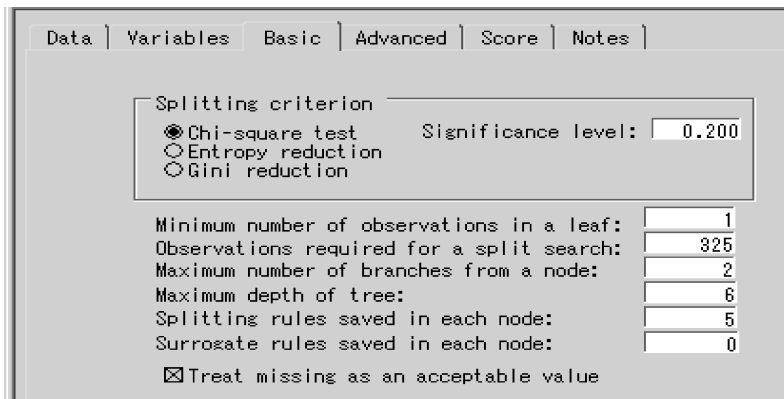 Data Variables Basic Advanced Score Notes
Splitting criterion
Chi-square test Significance level: 0.200
Entropy reduction
Gini reduction
Minimum number of observations in a leaf: 1
Observations required for a split search: 325
Maximum number of branches from a node: 2
Maximum depth of tree: 6
Splitting rules saved in each node: 5
Surrogate rules saved in each node: 0
Treat missing as an acceptable value